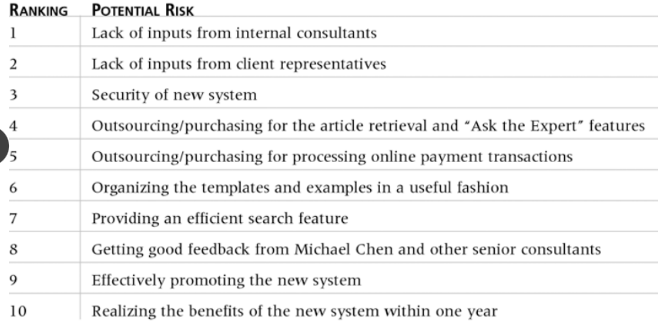 RANKING POTENTIAL RISK
1 Lack of inputs from internal consultants
2 Lack of inputs from client representatives
3 Security of new system
4 Outsourcing/purchasing for the article retrieval and “Ask the Expert” features
5 Outsourcing/purchasing for processing online payment transactions
6 Organizing the templates and examples in a useful fashion
7 Providing an efficient search feature
8 Getting good feedback from Michael Chen and other senior consultants
9 Effectively promoting the new system
10 Realizing the benefits of the new system within one year